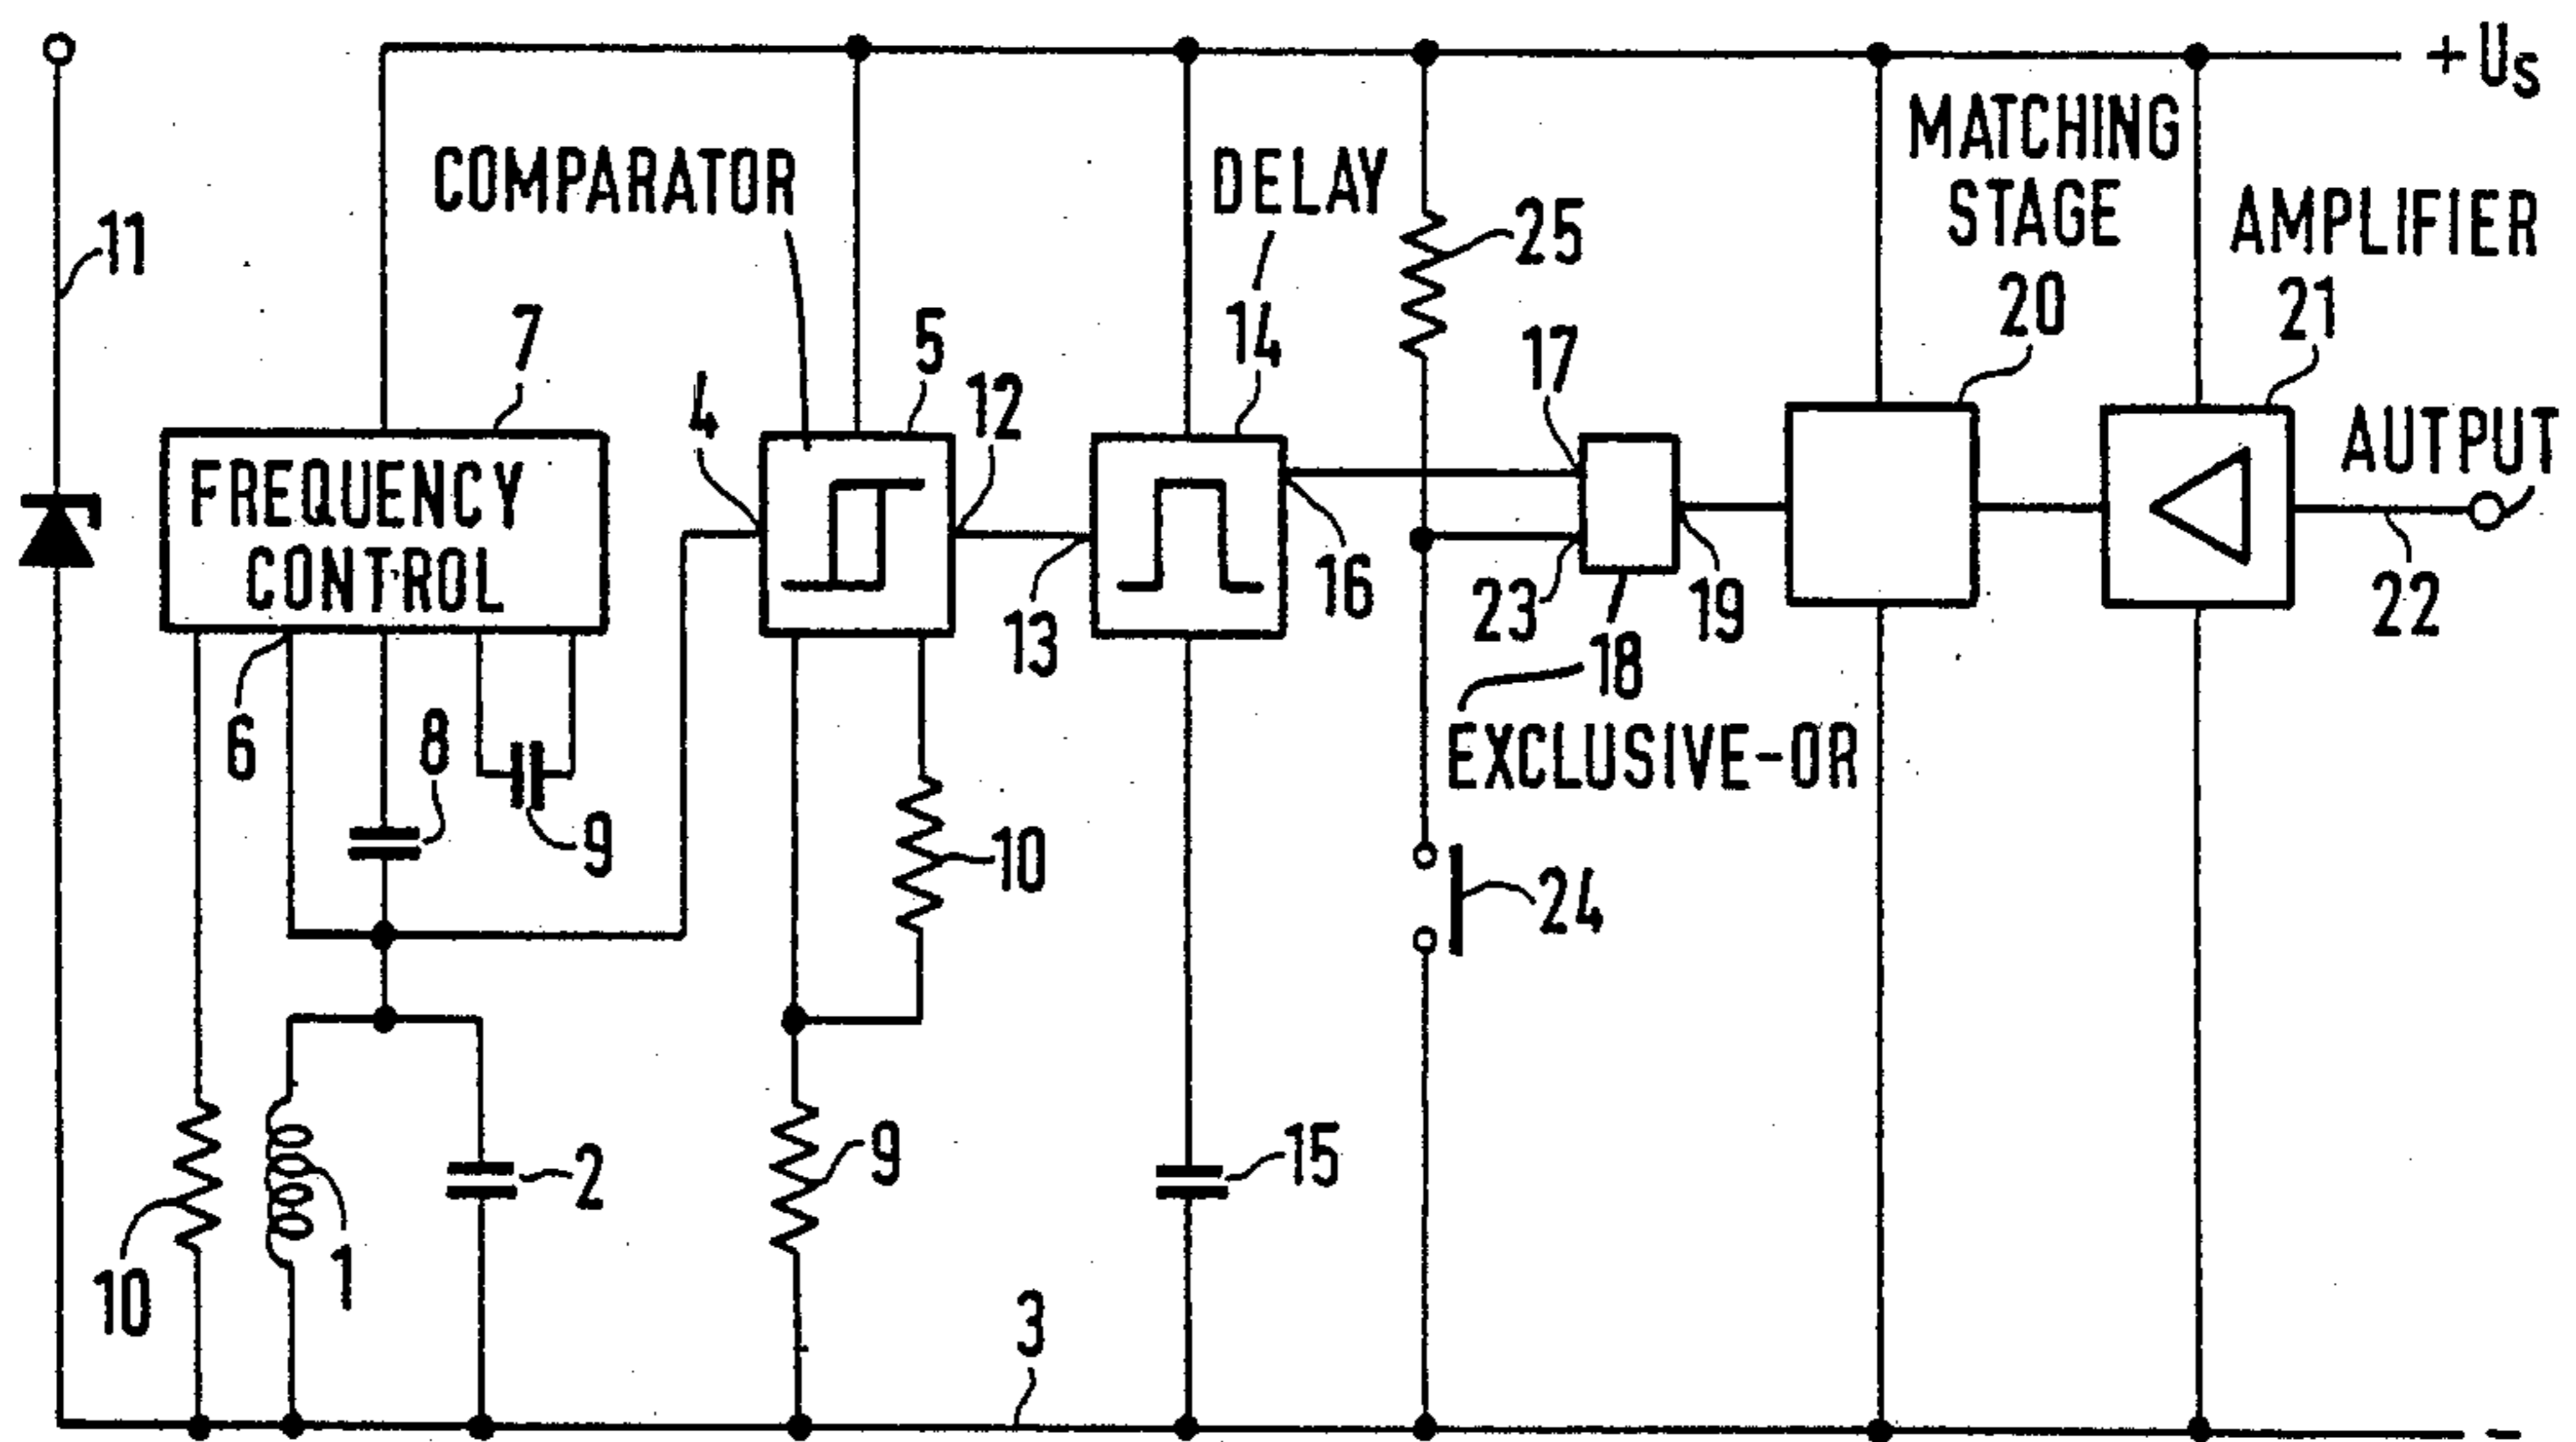 + Us
MATCHING
STAGE
COMPARATOR
DELAY
AMPLIFIER
11
25
20
21
7
5
14
17
4
12
AUTPUT
FREQUENCY
CONTROL
16
23
19
22
13
18
6
8
EXCLUSIVE-OR
9
10
24
2
9
15
10
1
3
-